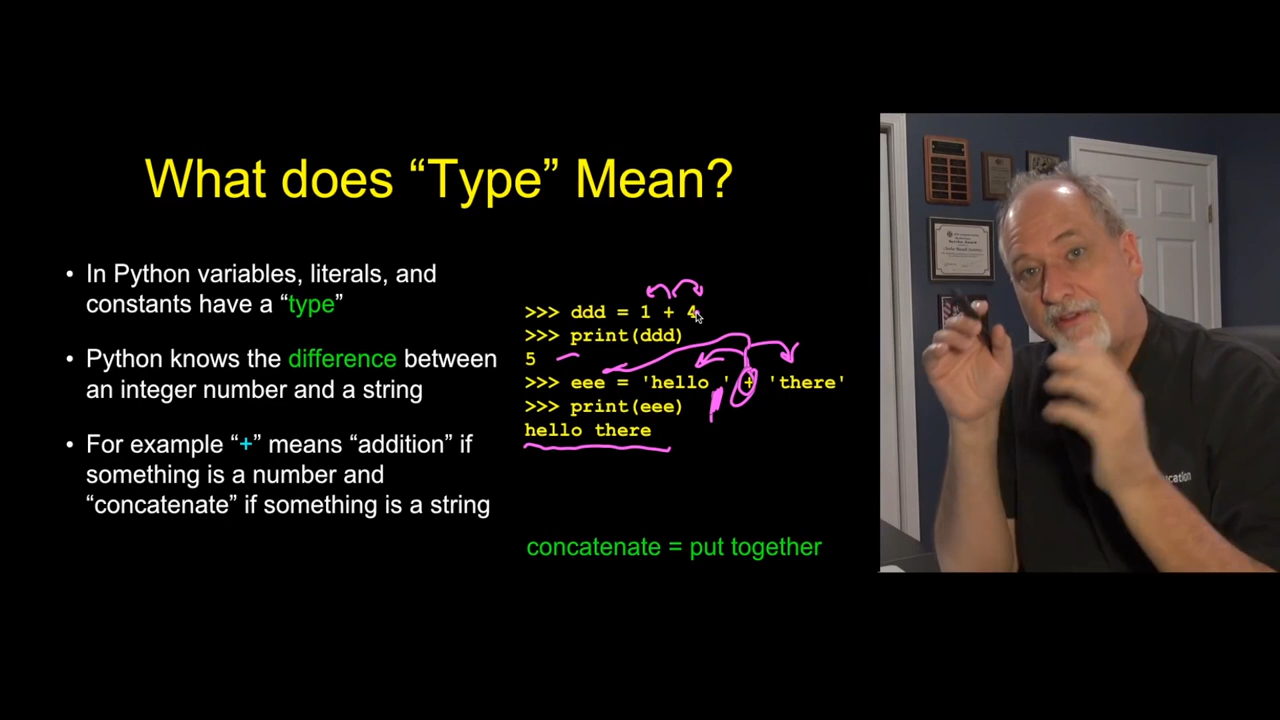 What does “Type” Mean?
• In Python variables, literals, and
constants have a “type”
• Python knows the difference between
an integer number and a string
• For example “+” means “addition” if
something is a number and
“concatenate” if something is a string
>>> ddd = 1 + 4
>>> print(ddd)
5
>>> eee = 'hello ' + 'there'
>>> print(eee)
hello there
concatenate = put together